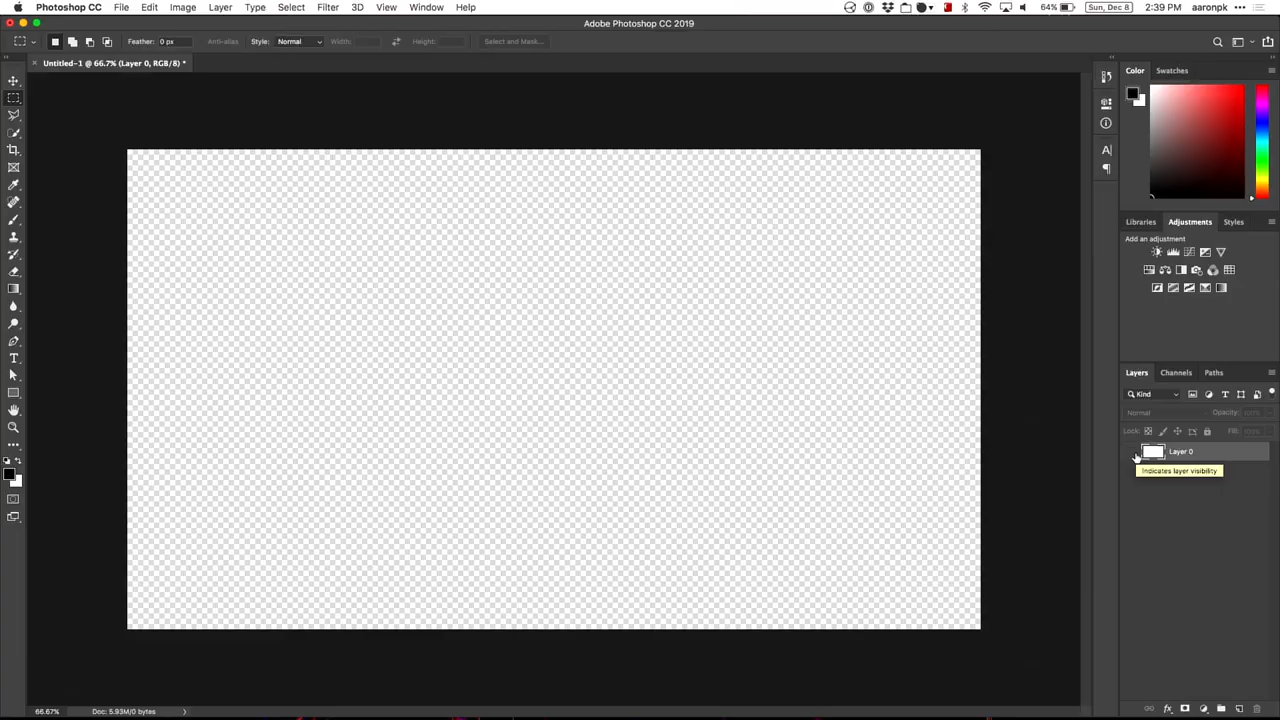 Photoshop CC File Edit Image Layer Type Select Filter 3D View Window Help 64% Sun, Dec 8 2:39 PM aaronpk
Adobe Photoshop CC 2019
Feather: 0 px Anti-alias Style: Normal Width: Height: Select and Mask...
Untitled-1 @ 66.7% (Layer 0, RGB/8) *
Color Swatches
Libraries Adjustments Styles
Add an adjustment
Layers Channels Paths
Kind
Normal Opacity: 100%
Lock: Fill: 100%
Layer 0
Indicates layer visibility
66.67% Doc: 5.93M/0 bytes